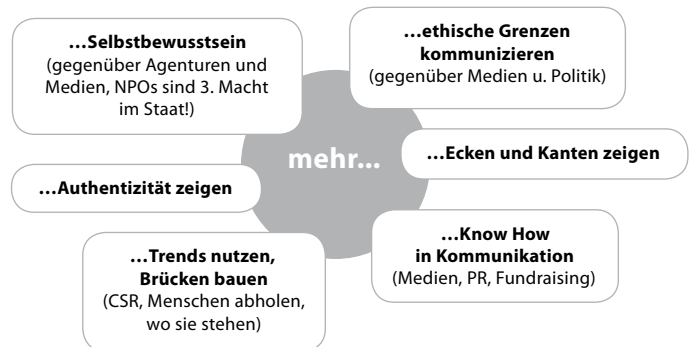 …Selbstbewusstsein
(gegenüber Agenturen und
Medien, NPOs sind 3. Macht
im Staat!)
…ethische Grenzen
kommunizieren
(gegenüber Medien u. Politik)
mehr...
…Ecken und Kanten zeigen
…Authentizität zeigen
…Know How
in Kommunikation
(Medien, PR, Fundraising)
…Trends nutzen,
Brücken bauen
(CSR, Menschen abholen,
wo sie stehen)